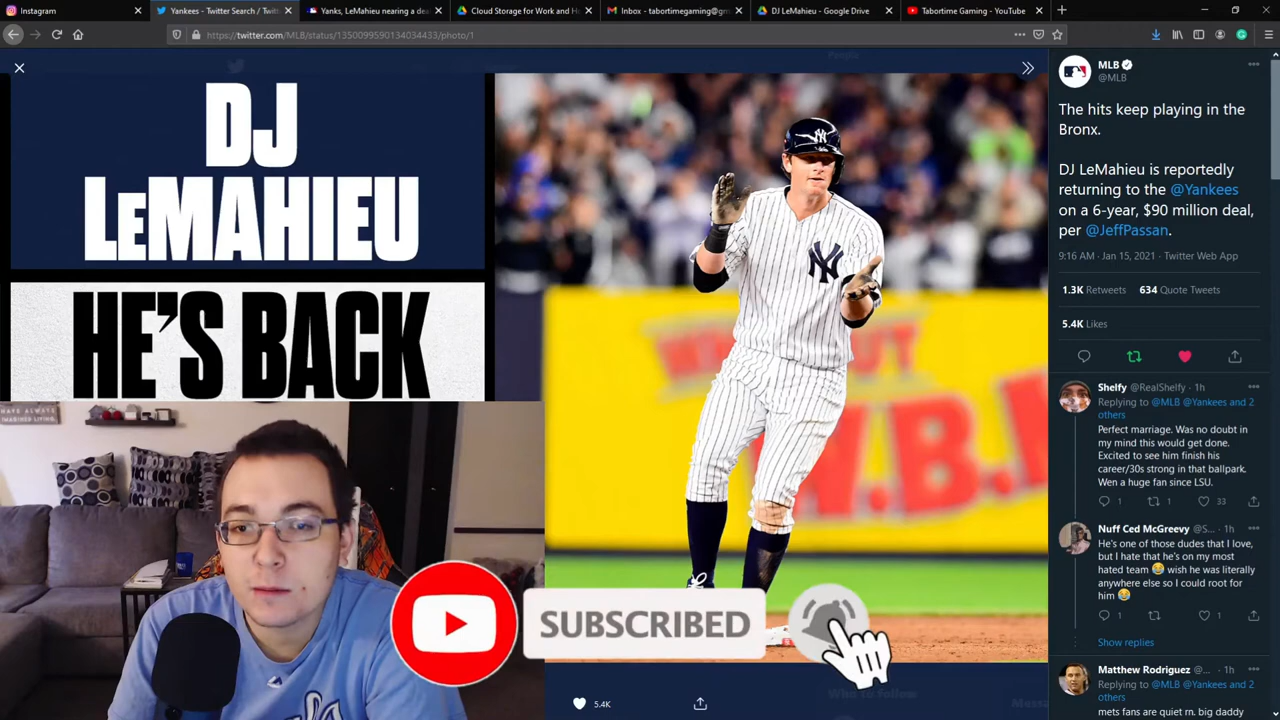 Instagram
Yankees - Twitter Search / Twitt
Yanks, LeMahieu nearing a dea
Cloud Storage for Work and H
Inbox - tabortimegaming@gm
DJ LeMahieu - Google Drive
Tabortime Gaming - YouTube
https://twitter.com/MLB/status/1350099590134034433/photo/1
DJ
LEMAHIEU
HE'S BACK
HAVE ALWAYS
IMAGINED LIVING.
NY
W.B.
SUBSCRIBED
5.4K
MLB
@MLB
The hits keep playing in the
Bronx.
DJ LeMahieu is reportedly
returning to the @Yankees
on a 6-year, $90 million deal,
per @JeffPassan.
9:16 AM · Jan 15, 2021 · Twitter Web App
1.3K Retweets 634 Quote Tweets
5.4K Likes
Shelfy @RealShelfy · 1h
Replying to @MLB @Yankees and 2
others
Perfect marriage. Was no doubt in
my mind this would get done.
Excited to see him finish his
career/30s strong in that ballpark.
Wen a huge fan since LSU.
1 1 33
Nuff Ced McGreevy @S... · 1h
Replying to @MLB @Yankees and 2
others
He's one of those dudes that I love,
but I hate that he's on my most
hated team 😂 wish he was literally
anywhere else so I could root for
him 😂
1 1
Show replies
Matthew Rodriguez @... · 1h
Replying to @MLB @Yankees and 2
others
mets fans are quiet rn. big daddy